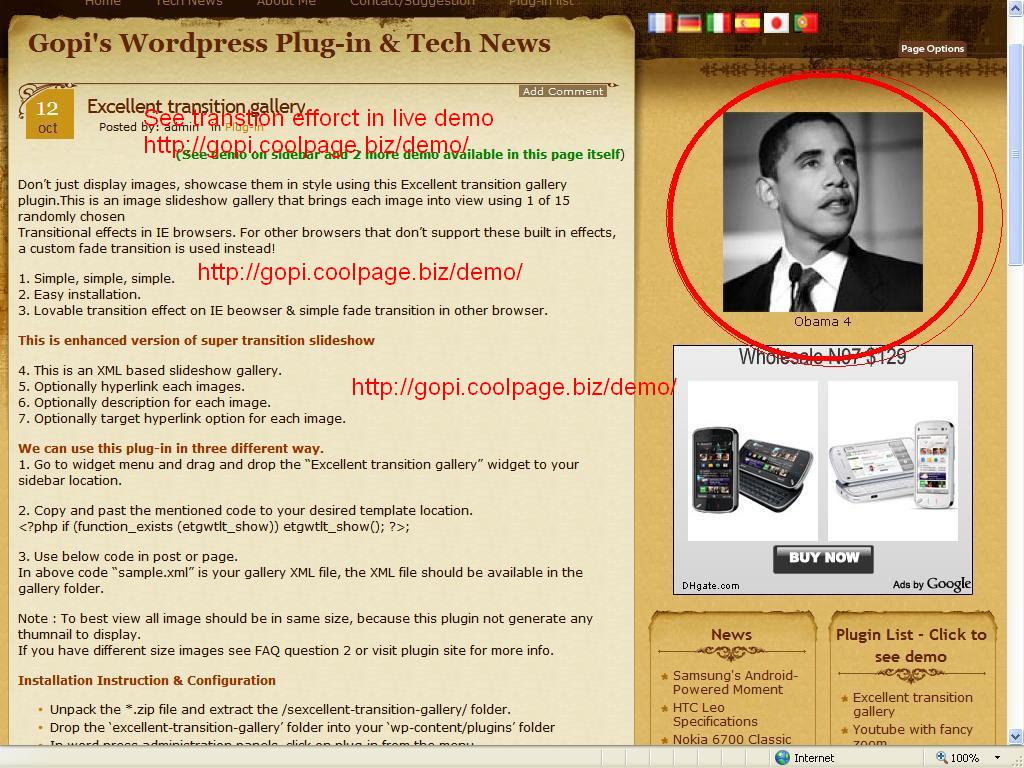 Home Tech News About Me Contact/Suggestion Plug-in list
Gopi's Wordpress Plug-in & Tech News
Page Options
12
oct
Excellent transition gallery
Add Comment
Posted by: admin in Plug-in
See transtion efforct in live demo
http://gopi.coolpage.biz/demo/
(See demo on sidebar and 2 more demo available in this page itself)
Don't just display images, showcase them in style using this Excellent transition gallery
plugin.This is an image slideshow gallery that brings each image into view using 1 of 15
randomly chosen
Transitional effects in IE browsers. For other browsers that don't support these built in effects,
a custom fade transition is used instead!
1. Simple, simple, simple.
http://gopi.coolpage.biz/demo/
2. Easy installation.
3. Lovable transition effect on IE beowser & simple fade transition in other browser.
This is enhanced version of super transition slideshow
4. This is an XML based slideshow gallery.
5. Optionally hyperlink each images.
http://gopi.coolpage.biz/demo/
6. Optionally description for each image.
7. Optionally target hyperlink option for each image.
We can use this plug-in in three different way.
1. Go to widget menu and drag and drop the "Excellent transition gallery" widget to your
sidebar location.
2. Copy and past the mentioned code to your desired template location.
<?php if (function_exists (etgwtlt_show)) etgwtlt_show(); ?>;
3. Use below code in post or page.
In above code "sample.xml" is your gallery XML file, the XML file should be available in the
gallery folder.
Note : To best view all image should be in same size, because this plugin not generate any
thumnail to display.
If you have different size images see FAQ question 2 or visit plugin site for more info.
Installation Instruction & Configuration
• Unpack the *.zip file and extract the /sexcellent-transition-gallery/ folder.
• Drop the 'excellent-transition-gallery' folder into your 'wp-content/plugins' folder
• In word press administration panels, click on plug-in from the menu
Obama 4
Wholesale N97 $129
BUY NOW
DHgate.com
Ads by Google
News
Samsung's Android-
Powered Moment
HTC Leo
Specifications
Nokia 6700 Classic
Plugin List - Click to
see demo
Excellent transition
gallery
Youtube with fancy
zoom
Internet
100%